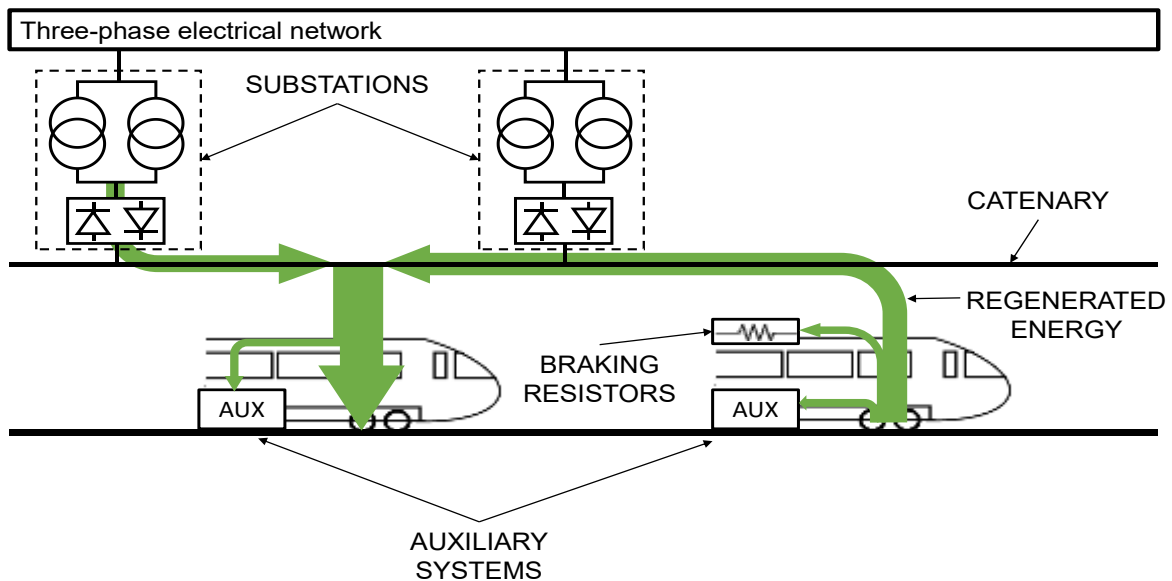 Three-phase electrical network
SUBSTATIONS
CATENARY
REGENERATED
ENERGY
BRAKING
RESISTORS
AUX
AUX
AUXILIARY
SYSTEMS